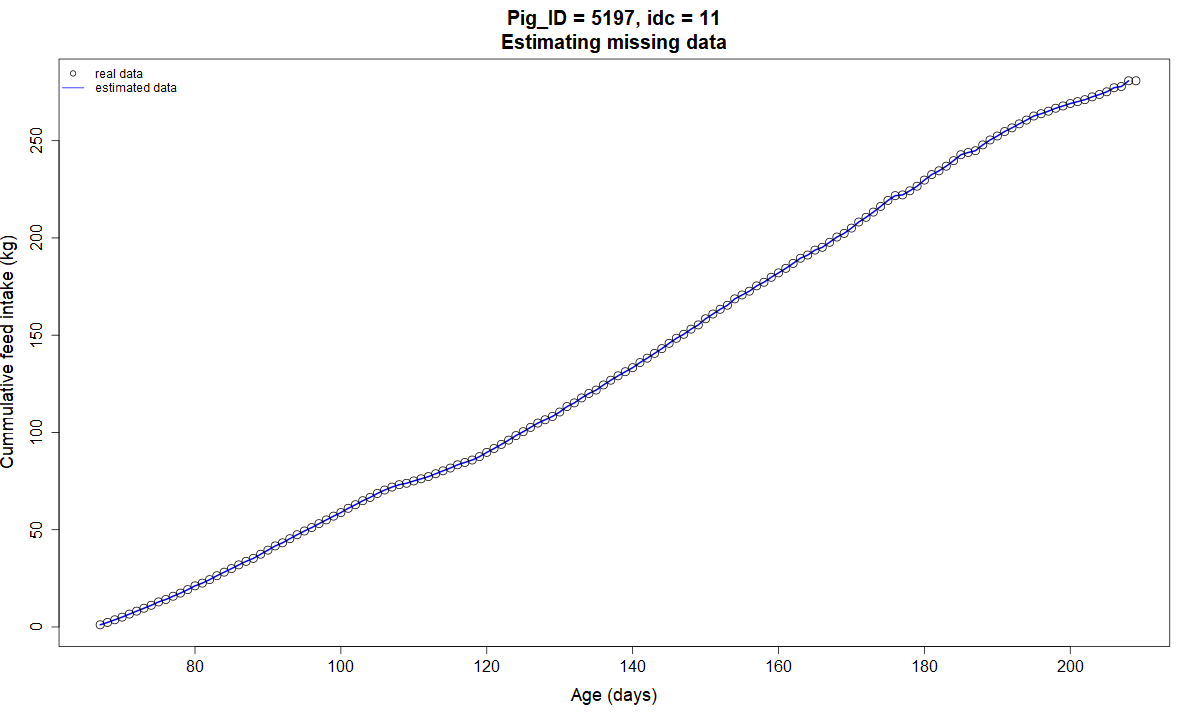 Pig_ID = 5197, idc = 11
Estimating missing data
real data
estimated data
Cummulative feed intake (kg)
250
200
150
100
50
0
80 100 120 140 160 180 200
Age (days)